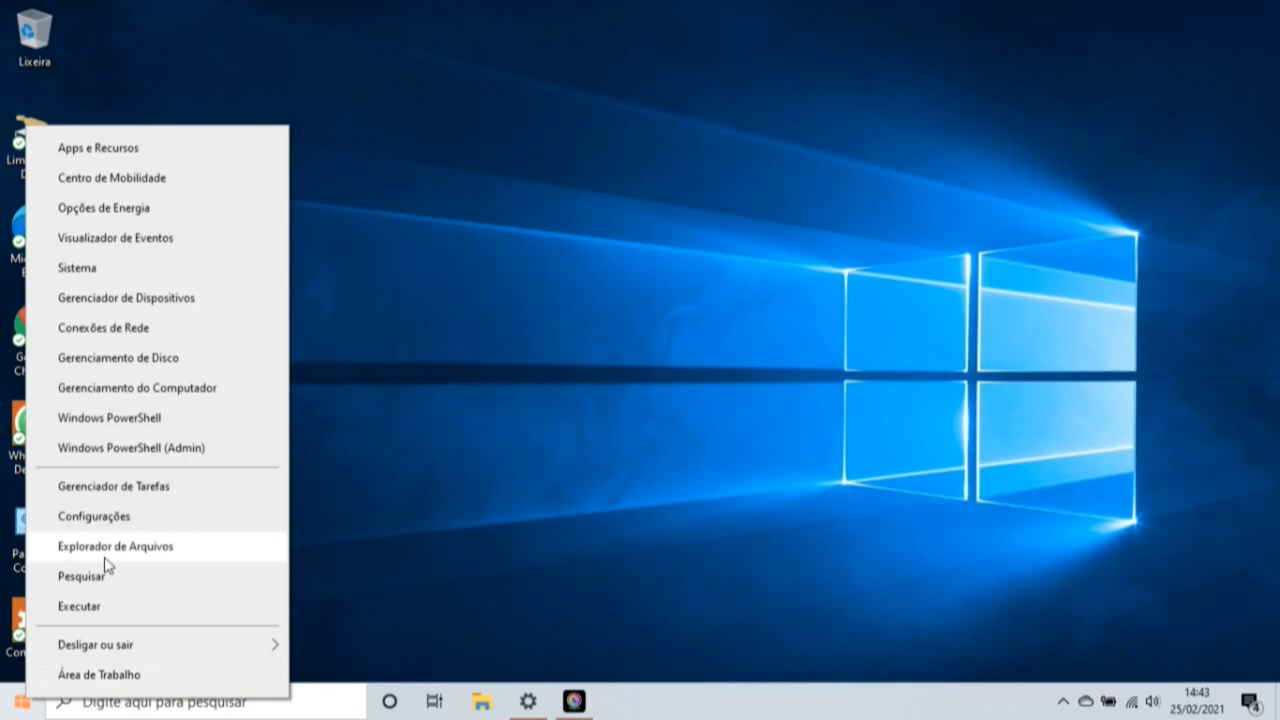 Lixeira
Apps e Recursos
Centro de Mobilidade
Opções de Energia
Visualizador de Eventos
Sistema
Gerenciador de Dispositivos
Conexões de Rede
Gerenciamento de Disco
Gerenciamento do Computador
Windows PowerShell
Windows PowerShell (Admin)
Gerenciador de Tarefas
Configurações
Explorador de Arquivos
Pesquisar
Executar
Desligar ou sair
Área de Trabalho
Digite aqui para pesquisar
14:43
25/02/2021
4